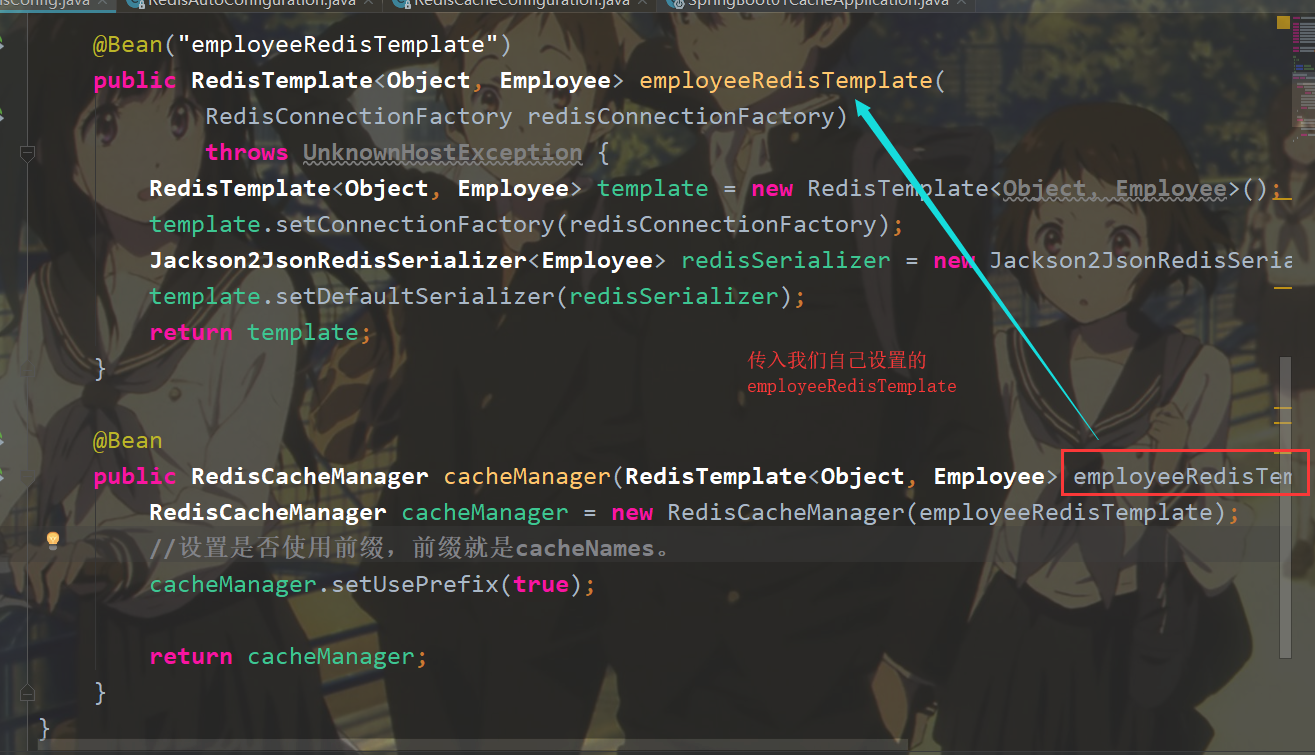 RedisAutoConfiguration.java RedisCacheConfiguration.java SpringBoot01CacheApplication.java
@Bean("employeeRedisTemplate")
public RedisTemplate<Object, Employee> employeeRedisTemplate(
RedisConnectionFactory redisConnectionFactory)
throws UnknownHostException {
RedisTemplate<Object, Employee> template = new RedisTemplate<Object, Employee>();
template.setConnectionFactory(redisConnectionFactory);
Jackson2JsonRedisSerializer<Employee> redisSerializer = new Jackson2JsonRedisSeria
template.setDefaultSerializer(redisSerializer);
return template;
}
传入我们自己设置的
employeeRedisTemplate
@Bean
public RedisCacheManager cacheManager(RedisTemplate<Object, Employee> employeeRedisTem
RedisCacheManager cacheManager = new RedisCacheManager(employeeRedisTemplate);
//设置是否使用前缀，前缀就是cacheNames。
cacheManager.setUsePrefix(true);
return cacheManager;
}
}